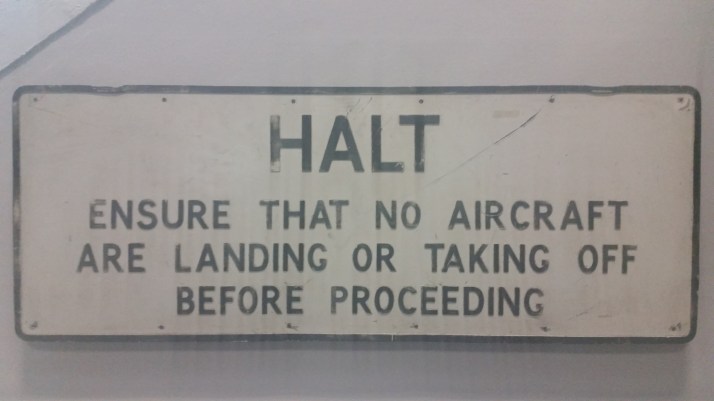 HALT
ENSURE THAT NO AIRCRAFT
ARE LANDING OR TAKING OFF
BEFORE PROCEEDING